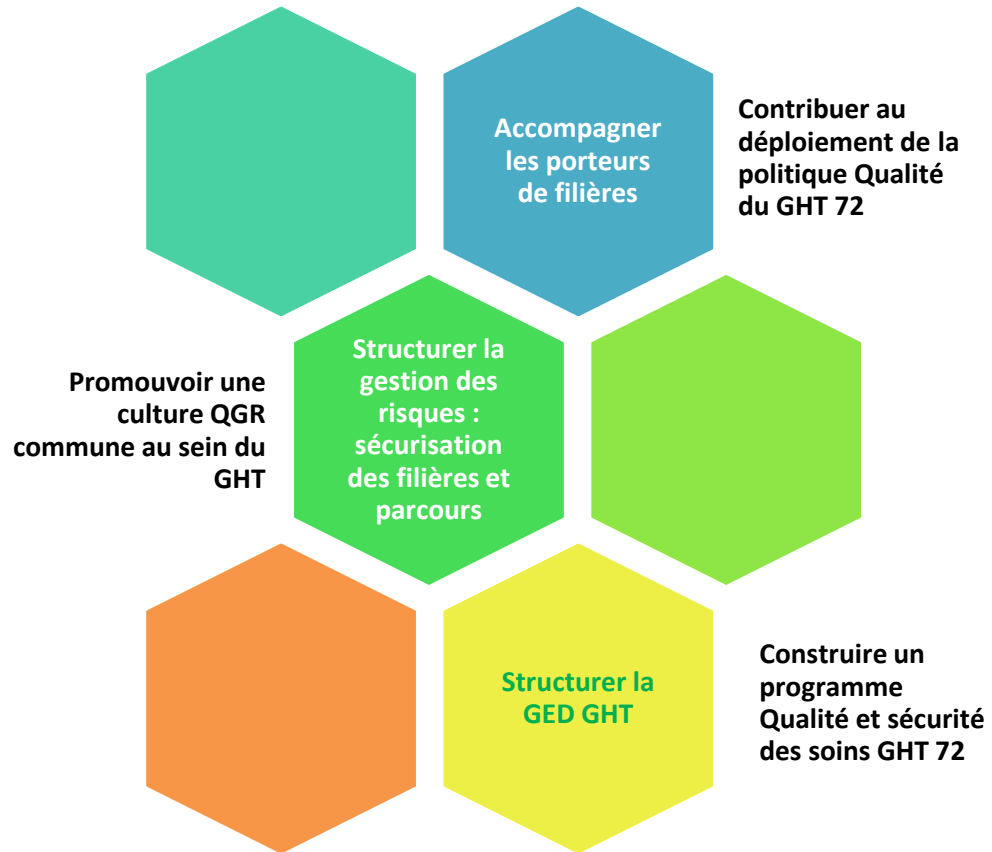 Accompagner
les porteurs
de filières
Contribuer au
déploiement de la
politique Qualité
du GHT 72
Promouvoir une
culture QGR
commune au sein du
GHT
Structurer la
gestion des
risques :
sécurisation
des filières et
parcours
Structurer la
GED GHT
Construire un
programme
Qualité et sécurité
des soins GHT 72